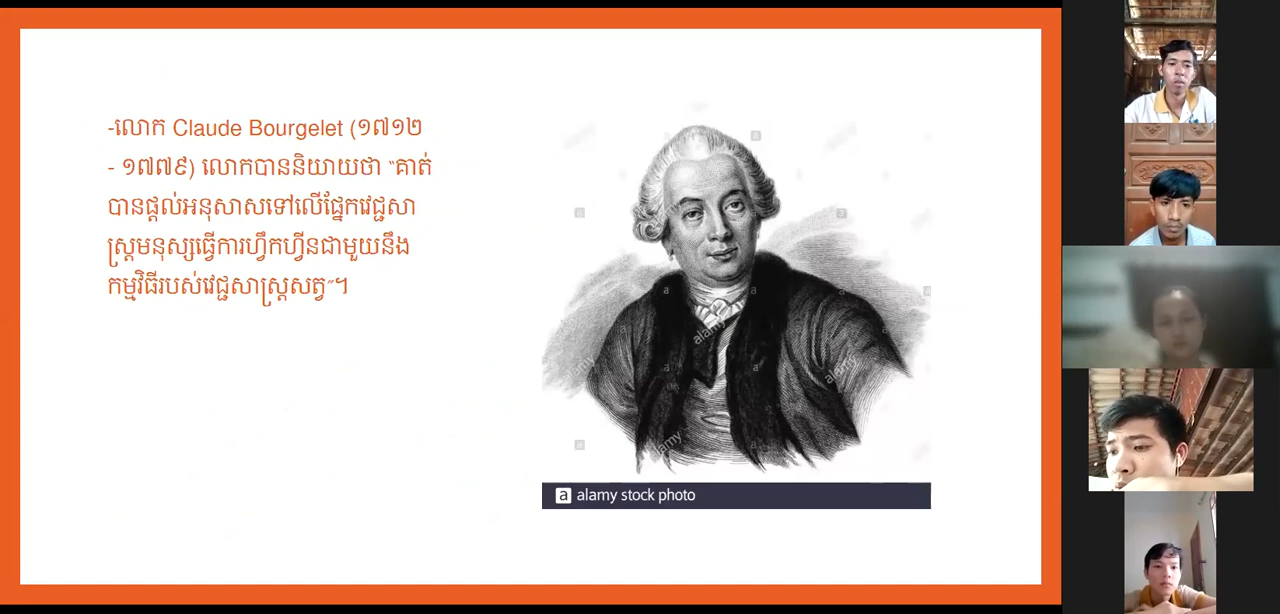 -លោក Claude Bourgelet (១៧១២
- ១៧៧៩) លោកបាននិយាយថា “គាត់
បានផ្តល់អនុសាសទៅលើផ្នែកវេជ្ជសា
ស្ត្រមនុស្សធ្វើការហ្វឹកហ្វឺនជាមួយនឹង
កម្មវិធីរបស់វេជ្ជសាស្ត្រសត្វ”។
alamy
alamy
alamy
a alamy stock photo